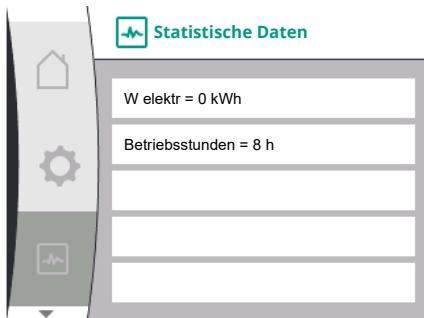 Statistische Daten
W elektr = 0 kWh
Betriebsstunden = 8 h